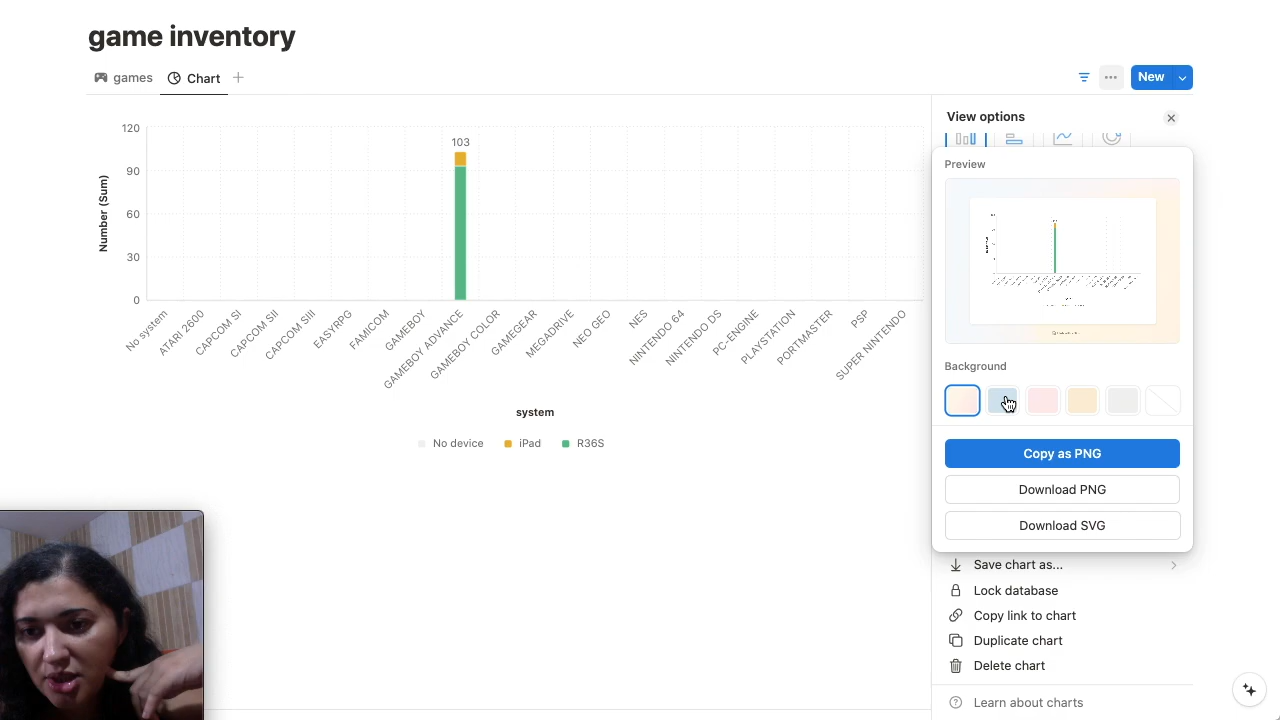 game inventory
games
Chart
New
View options
Preview
120
90
60
30
0
Number (Sum)
103
No system
ATARI 2600
CAPCOM SI
CAPCOM SII
CAPCOM SIII
EASYRPG
FAMICOM
GAMEBOY
GAMEBOY ADVANCE
GAMEBOY COLOR
GAMEGEAR
MEGADRIVE
NEO GEO
NES
NINTENDO 64
NINTENDO DS
PC-ENGINE
PLAYSTATION
PORTMASTER
PSP
SUPER NINTENDO
system
No device
iPad
R36S
Background
Copy as PNG
Download PNG
Download SVG
Save chart as...
Lock database
Copy link to chart
Duplicate chart
Delete chart
Learn about charts